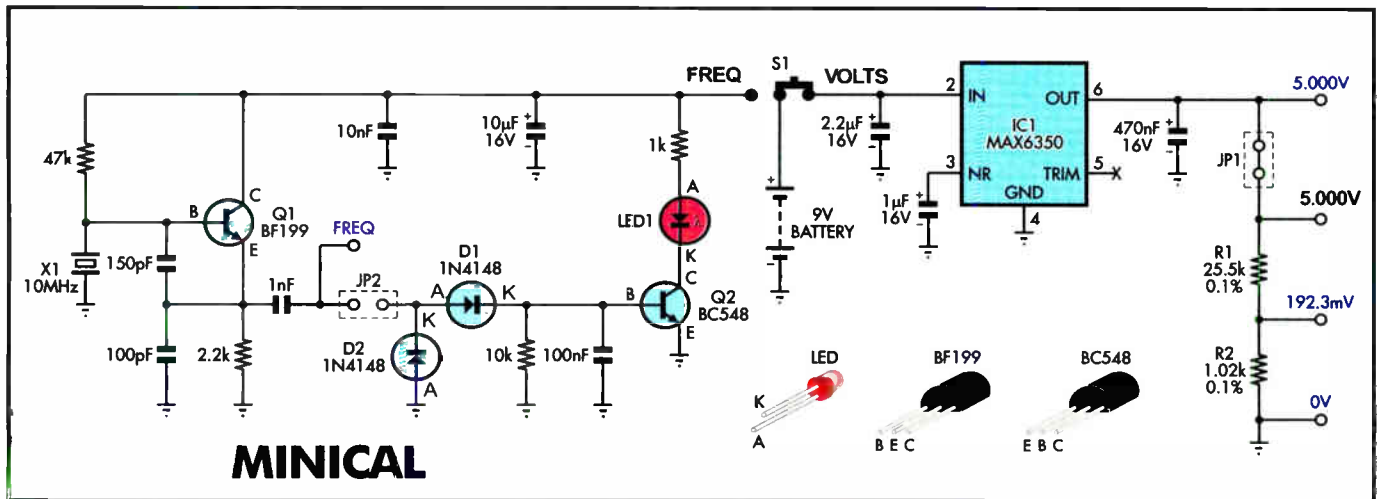 FREQ
S1
VOLTS
5.000V
2
IN
OUT
6
10nF
10µF
16V
+
-
1k
2.2µF
16V
+
-
IC1
MAX6350
470nF
16V
+
-
JP1
47k
3
NR
TRIM
5
X
GND
4
1µF
16V
+
-
5.000V
A
LED1
K
B
C
E
Q1
BF199
FREQ
+
9V
BATTERY
-
X1
10MHz
150pF
1nF
JP2
D1
1N4148
A
K
C
B
E
Q2
BC548
R1
25.5k
0.1%
192.3mV
100pF
2.2k
D2
1N4148
K
A
10k
100nF
R2
1.02k
0.1%
0V
LED
K
A
BF199
B E C
BC548
E B C
MINICAL